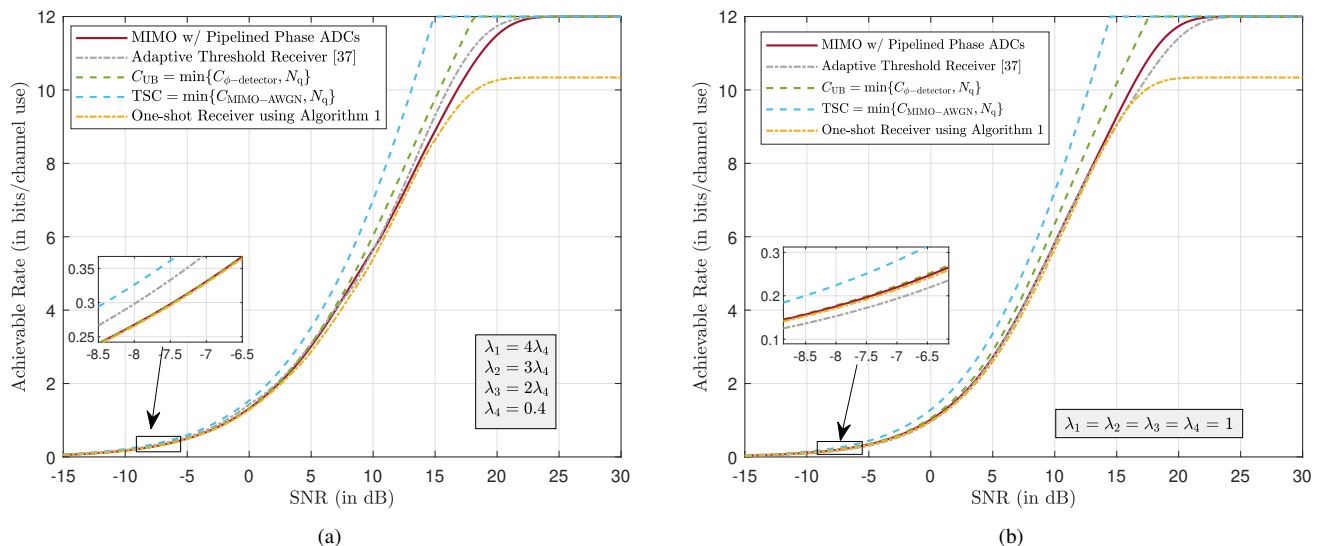 12
10
8
6
4
2
0
Achievable Rate (in bits/channel use)
MIMO w/ Pipelined Phase ADCs
Adaptive Threshold Receiver [37]
C_UB = min{C_ϕ−detector, N_q}
TSC = min{C_MIMO−AWGN, N_q}
One-shot Receiver using Algorithm 1
0.35
0.3
0.25
-8.5 -8 -7.5 -7 -6.5
λ₁ = 4λ₄
λ₂ = 3λ₄
λ₃ = 2λ₄
λ₄ = 0.4
-15 -10 -5 0 5 10 15 20 25 30
SNR (in dB)
(a)
12
10
8
6
4
2
0
Achievable Rate (in bits/channel use)
MIMO w/ Pipelined Phase ADCs
Adaptive Threshold Receiver [37]
C_UB = min{C_ϕ−detector, N_q}
TSC = min{C_MIMO−AWGN, N_q}
One-shot Receiver using Algorithm 1
0.3
0.2
0.1
-8.5 -8 -7.5 -7 -6.5
λ₁ = λ₂ = λ₃ = λ₄ = 1
-15 -10 -5 0 5 10 15 20 25 30
SNR (in dB)
(b)